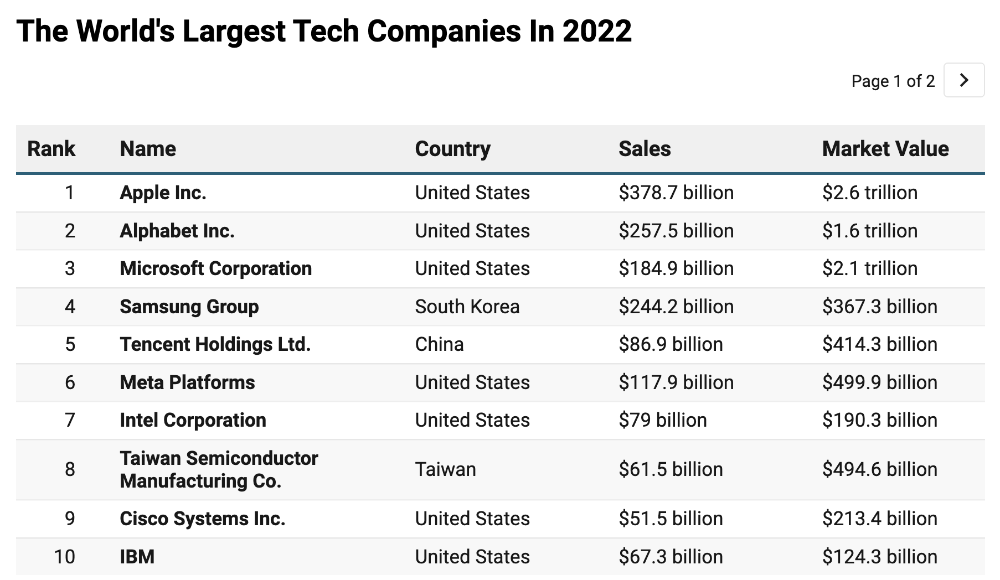 The World's Largest Tech Companies In 2022
Page 1 of 2
Rank Name Country Sales Market Value
1 Apple Inc. United States $378.7 billion $2.6 trillion
2 Alphabet Inc. United States $257.5 billion $1.6 trillion
3 Microsoft Corporation United States $184.9 billion $2.1 trillion
4 Samsung Group South Korea $244.2 billion $367.3 billion
5 Tencent Holdings Ltd. China $86.9 billion $414.3 billion
6 Meta Platforms United States $117.9 billion $499.9 billion
7 Intel Corporation United States $79 billion $190.3 billion
8 Taiwan Semiconductor
Manufacturing Co. Taiwan $61.5 billion $494.6 billion
9 Cisco Systems Inc. United States $51.5 billion $213.4 billion
10 IBM United States $67.3 billion $124.3 billion